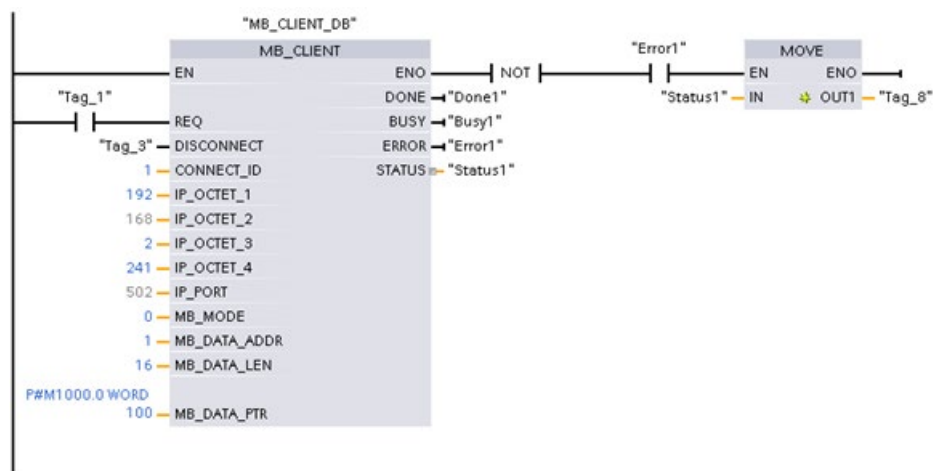 "MB_CLIENT_DB"
MB_CLIENT "Error1" MOVE
EN ENO NOT EN ENO
"Tag_1" DONE "Done1" "Status1" IN OUT1 "Tag_8"
REQ BUSY "Busy1"
"Tag_3" DISCONNECT ERROR "Error1"
1 CONNECT_ID STATUS "Status1"
192 IP_OCTET_1
168 IP_OCTET_2
2 IP_OCTET_3
241 IP_OCTET_4
502 IP_PORT
0 MB_MODE
1 MB_DATA_ADDR
16 MB_DATA_LEN
P#M1000.0 WORD
100 MB_DATA_PTR